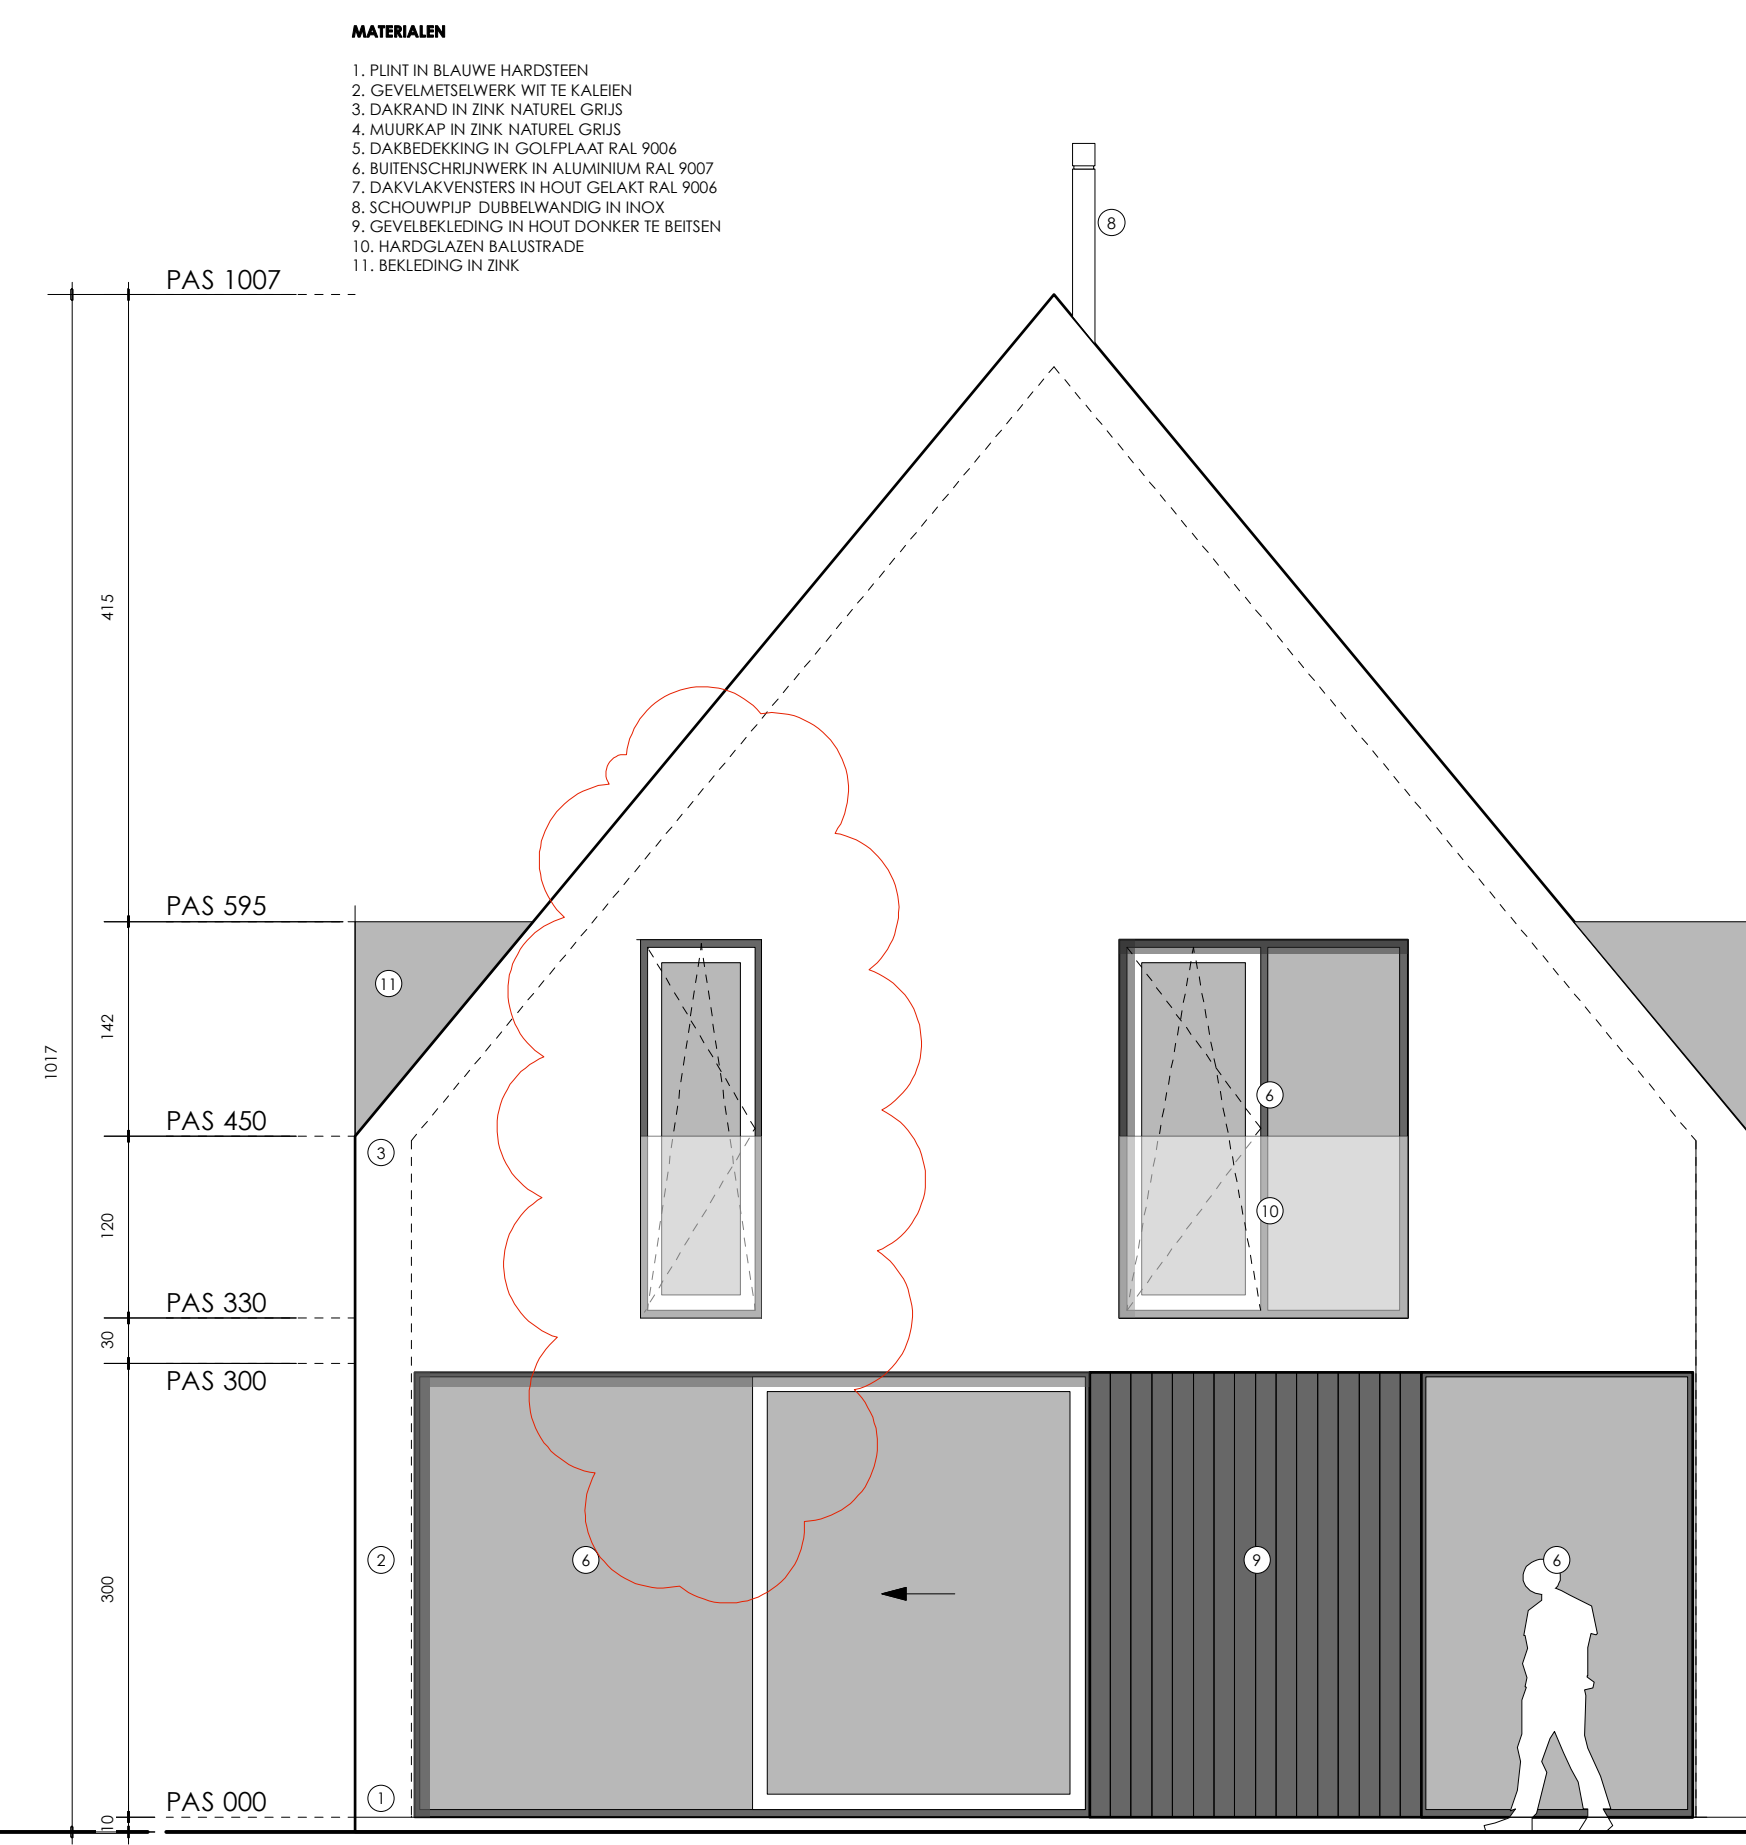 MATERIALEN
1. PLINT IN BLAUWE HARDSTEEN
2. GEVELMETSELWERK WIT TE KALEIEN
3. DAKRAND IN ZINK NATUREL GRIJS
4. MUURKAP IN ZINK NATUREL GRIJS
5. DAKBEDEKKING IN GOLFPLAAT RAL 9006
6. BUITENSCHRIJNWERK IN ALUMINIUM RAL 9007
7. DAKVLAKVENSTERS IN HOUT GELAKT RAL 9006
8. SCHOUWPIJP DUBBELWANDIG IN INOX
9. GEVELBEKLEDING IN HOUT DONKER TE BEITSEN
10. HARDGLAZEN BALUSTRADE
11. BEKLEDING IN ZINK
8
PAS 1007
415
PAS 595
11
142
1017
6
PAS 450
3
10
120
PAS 330
30
PAS 300
2
6
9
6
300
1
PAS 000
10